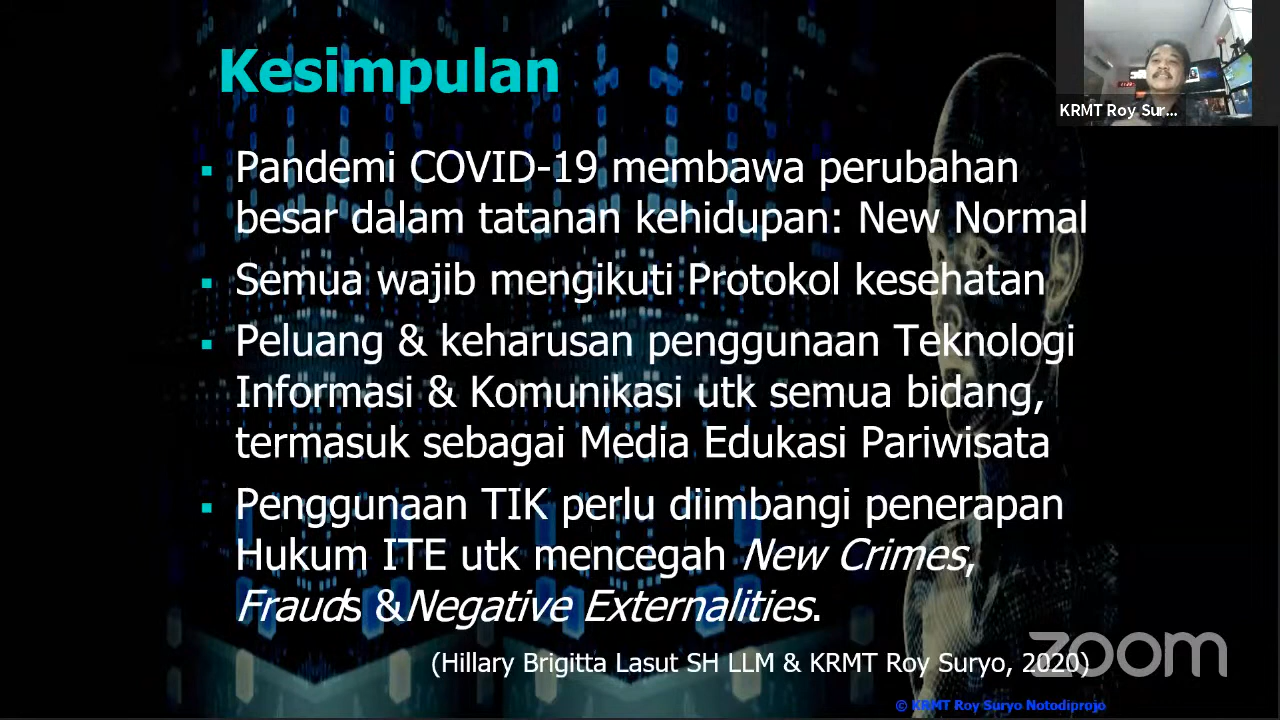 Kesimpulan
KRMT Roy Sur...
Pandemi COVID-19 membawa perubahan
besar dalam tatanan kehidupan: New Normal
Semua wajib mengikuti Protokol kesehatan
Peluang & keharusan penggunaan Teknologi
Informasi & Komunikasi utk semua bidang,
termasuk sebagai Media Edukasi Pariwisata
Penggunaan TIK perlu diimbangi penerapan
Hukum ITE utk mencegah New Crimes,
Frauds &Negative Externalities.
(Hillary Brigitta Lasut SH LLM & KRMT Roy Suryo, 2020)
zoom
© KRMT Roy Suryo Notodiprojo